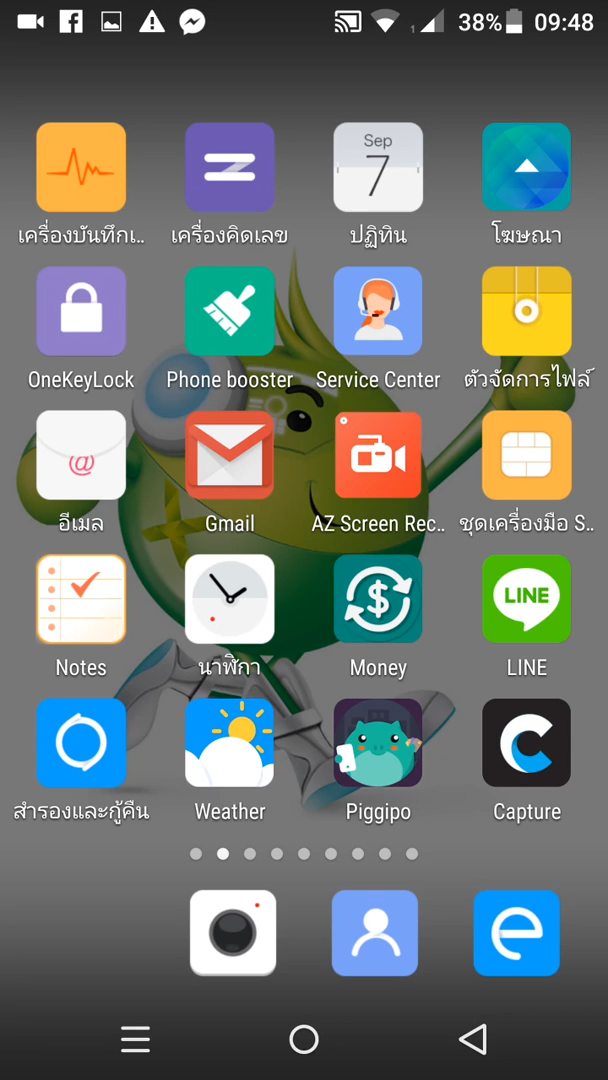 1 38% 09:48
Sep
7
เครื่องบันทึกเ.. เครื่องคิดเลข ปฏิทิน โฆษณา
OneKeyLock Phone booster Service Center ตัวจัดการไฟล์
@
อีเมล Gmail AZ Screen Rec.. ชุดเครื่องมือ S..
$ LINE
Notes นาฬิกา Money LINE
สำรองและกู้คืน Weather Piggipo Capture